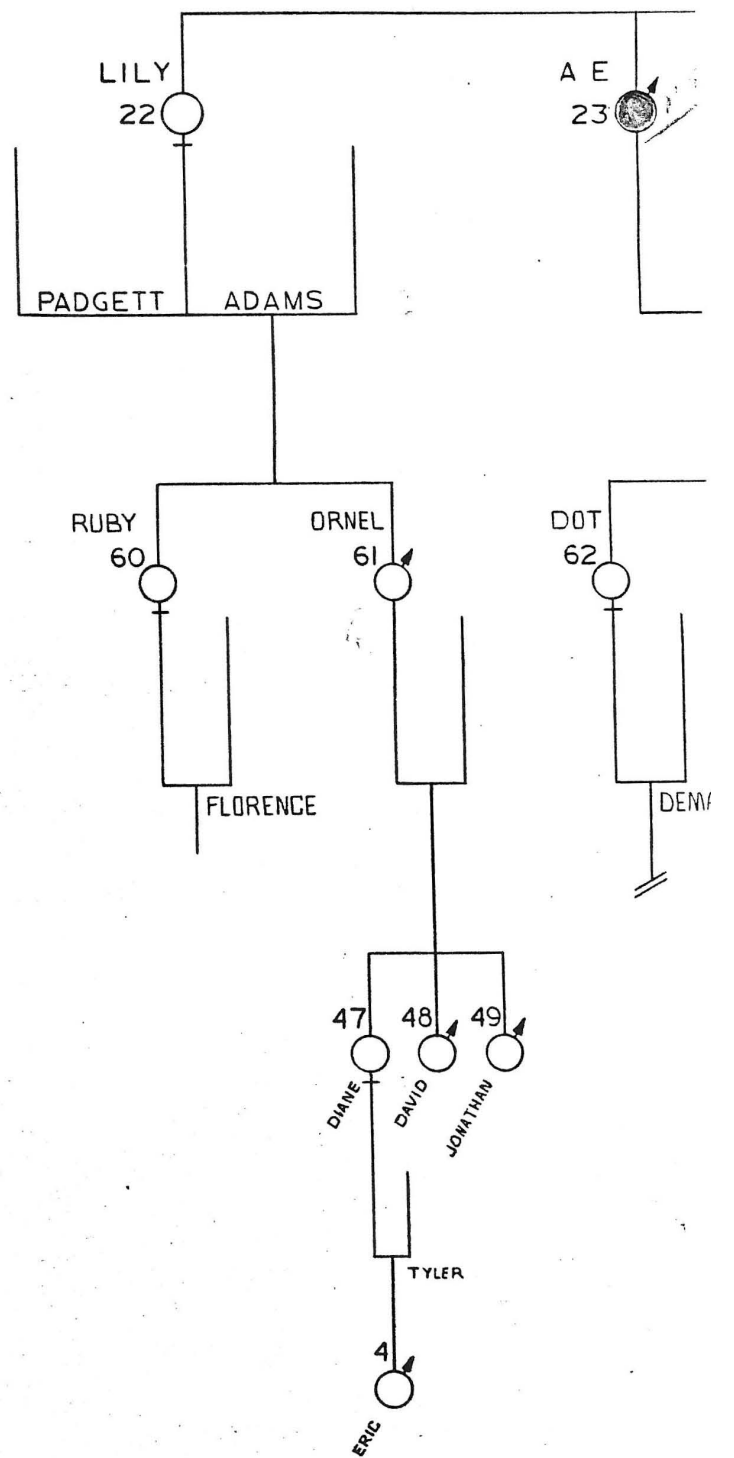 LILY
22
A E
23
PADGETT ADAMS
RUBY
60
ORNEL
61
DOT
62
FLORENCE
47 48 49
DIANE
DAVID
JONATHAN
TYLER
4
ERIC